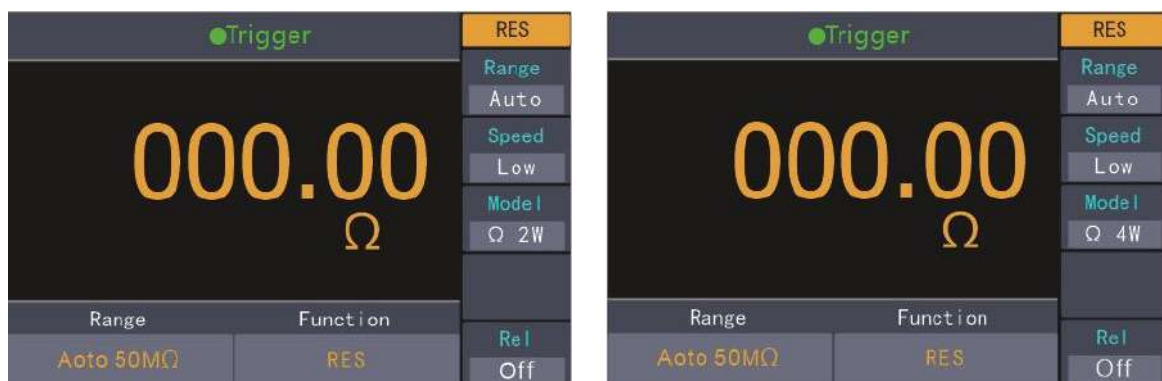 ●Trigger
RES
Range
Auto
Speed
Low
Model
Ω 2W
000.00
Ω
Range
Function
Aoto 50MΩ
RES
Rel
Off
●Trigger
RES
Range
Auto
Speed
Low
Model
Ω 4W
000.00
Ω
Range
Function
Aoto 50MΩ
RES
Rel
Off